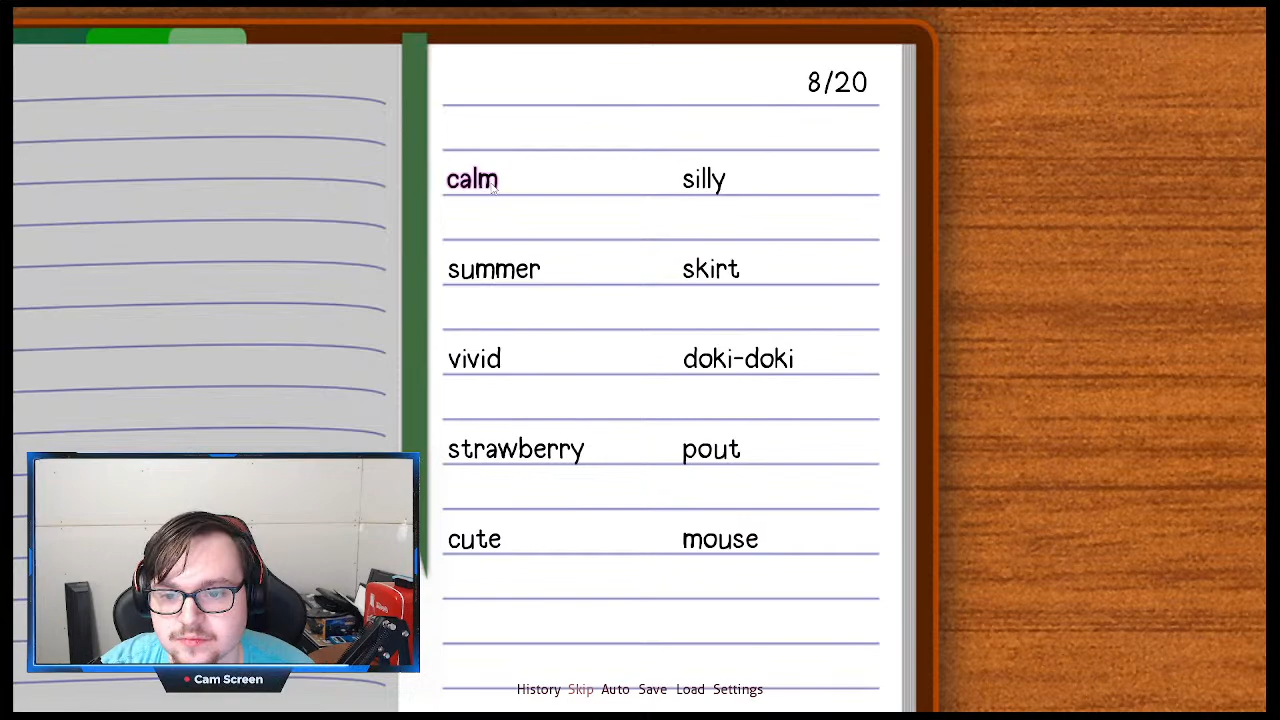 8/20
calm silly
summer skirt
vivid doki-doki
strawberry pout
cute mouse
Cam Screen
History Skip Auto Save Load Settings